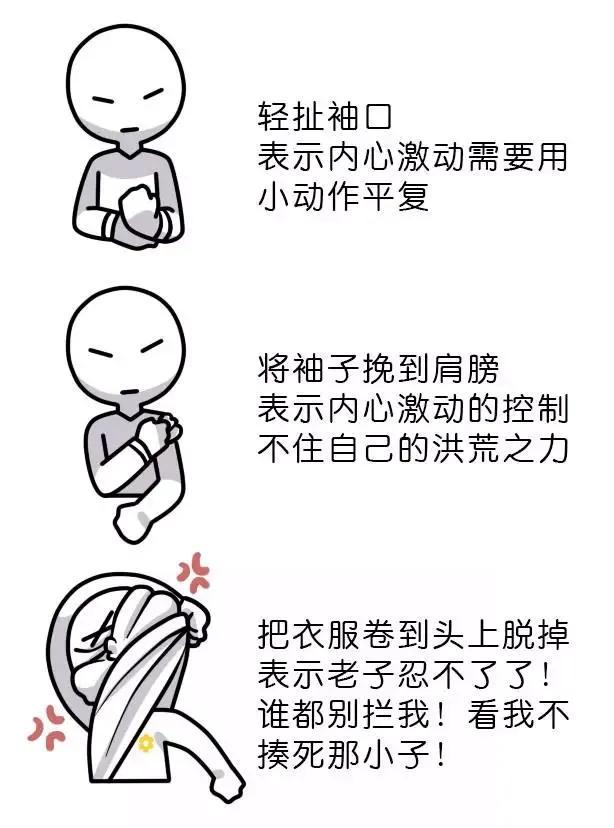 轻扯袖口
表示内心激动需要用
小动作平复
将袖子挽到肩膀
表示内心激动的控制
不住自己的洪荒之力
把衣服卷到头上脱掉
表示老子忍不了了！
谁都别拦我！看我不
揍死那小子！